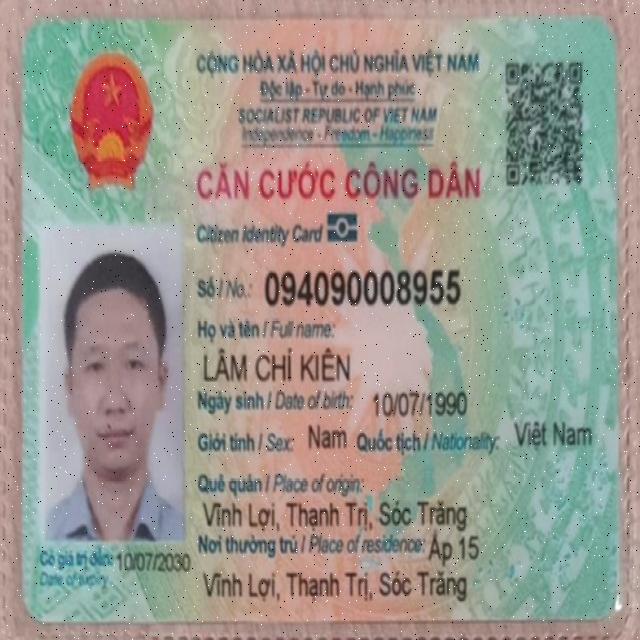 CỘNG HÒA XÃ HỘI CHỦ NGHĨA VIỆT NAM
Độc lập - Tự do - Hạnh phúc
SOCIALIST REPUBLIC OF VIET NAM
Independence - Freedom - Happiness
CĂN CƯỚC CÔNG DÂN
Citizen Identity Card
Số / No.: 094090008955
Họ và tên / Full name:
LÂM CHÍ KIÊN
Ngày sinh / Date of birth: 10/07/1990
Giới tính / Sex: Nam Quốc tịch / Nationality: Việt Nam
Quê quán / Place of origin:
Vĩnh Lợi, Thạnh Trị, Sóc Trăng
Nơi thường trú / Place of residence: Ấp 15
Vĩnh Lợi, Thạnh Trị, Sóc Trăng
Có giá trị đến: 10/07/2030
Date of expiry